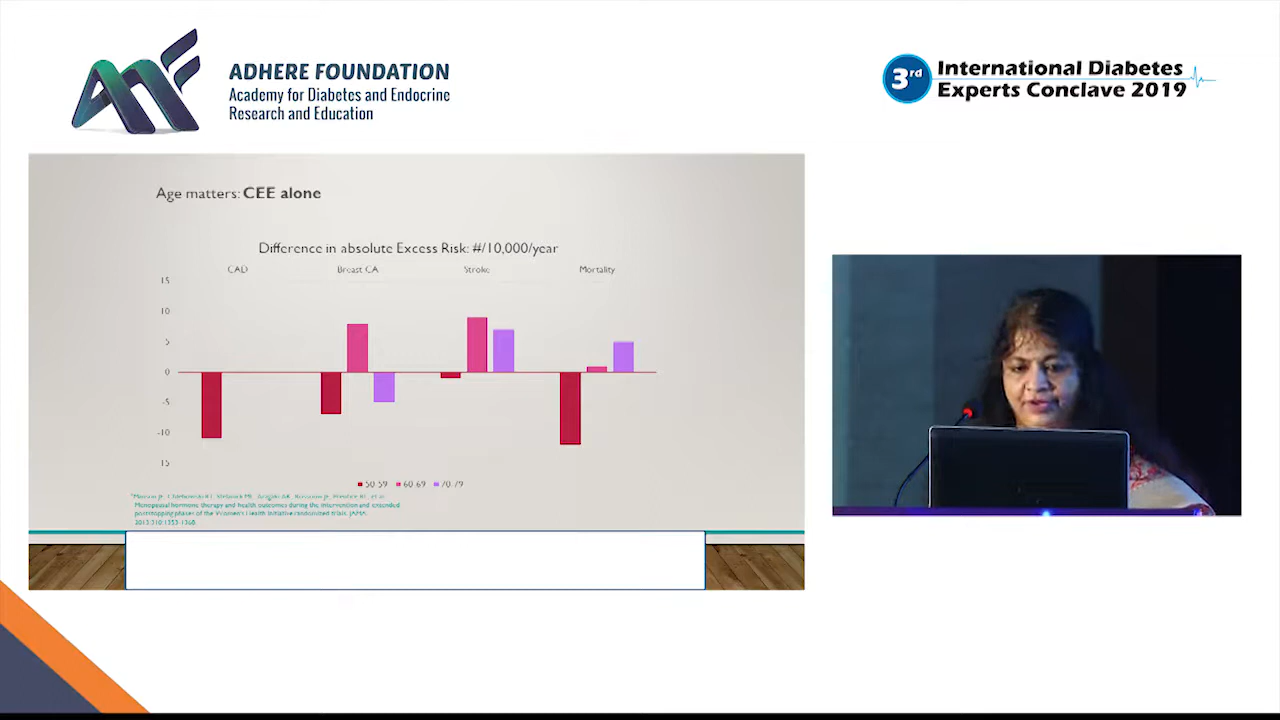 ADHERE FOUNDATION
Academy for Diabetes and Endocrine
Research and Education
3rd
International Diabetes
Experts Conclave 2019
Age matters: CEE alone
Difference in absolute Excess Risk: #/10,000/year
CAD Breast CA Stroke Mortality
15
10
5
0
-5
-10
15
50-59 60-69 70-79
Menopausal hormone therapy and health outcomes during the intervention and extended
poststopping phases of the Women's Health Initiative randomized trials. JAMA.
2013;310:1353-1368.